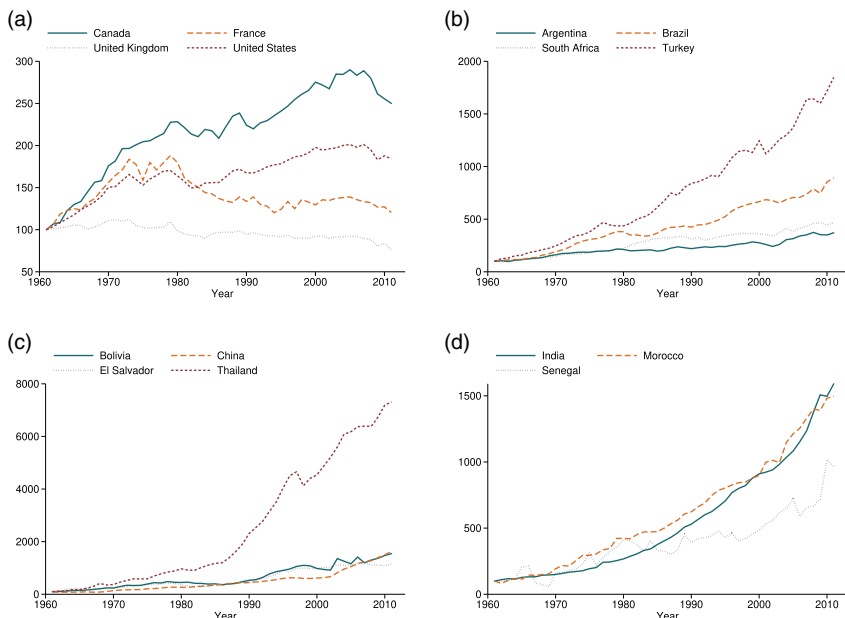 (a)
Canada France
United Kingdom United States
300
250
200
150
100
50
1960 1970 1980 1990 2000 2010
Year
(b)
Argentina Brazil
South Africa Turkey
2000
1500
1000
500
0
1960 1970 1980 1990 2000 2010
Year
(c)
Bolivia China
El Salvador Thailand
8000
6000
4000
2000
0
1960 1970 1980 1990 2000 2010
Year
(d)
India Morocco
Senegal
1500
1000
500
0
1960 1970 1980 1990 2000 2010
Year